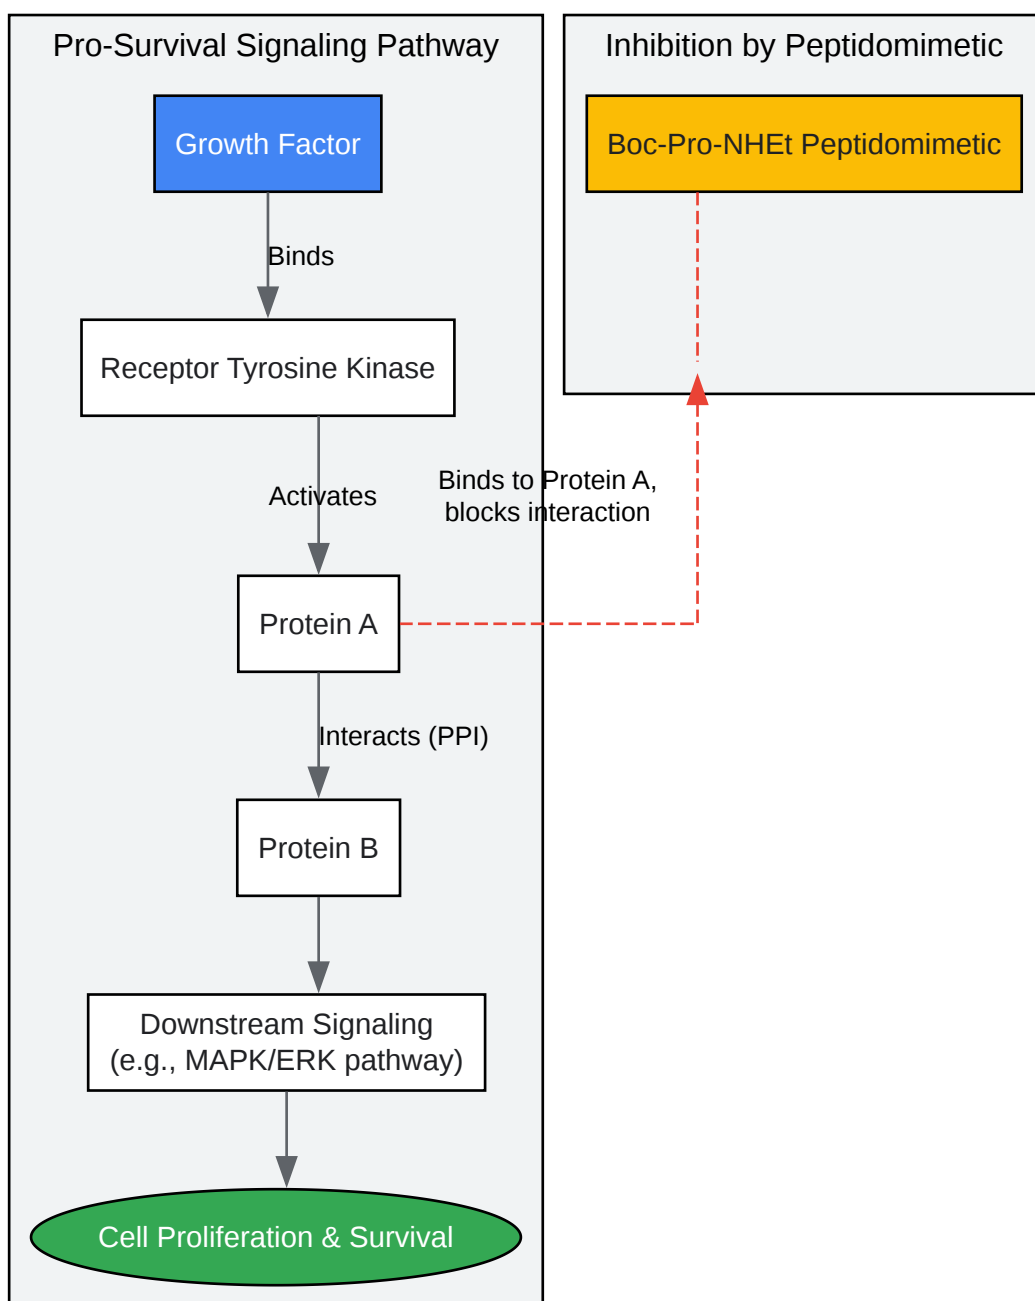 Pro-Survival Signaling Pathway
Growth Factor
Binds
Receptor Tyrosine Kinase
Activates
Protein A
Interacts (PPI)
Protein B
Downstream Signaling
(e.g., MAPK/ERK pathway)
Cell Proliferation & Survival
Inhibition by Peptidomimetic
Boc-Pro-NHEt Peptidomimetic
Binds to Protein A,
blocks interaction